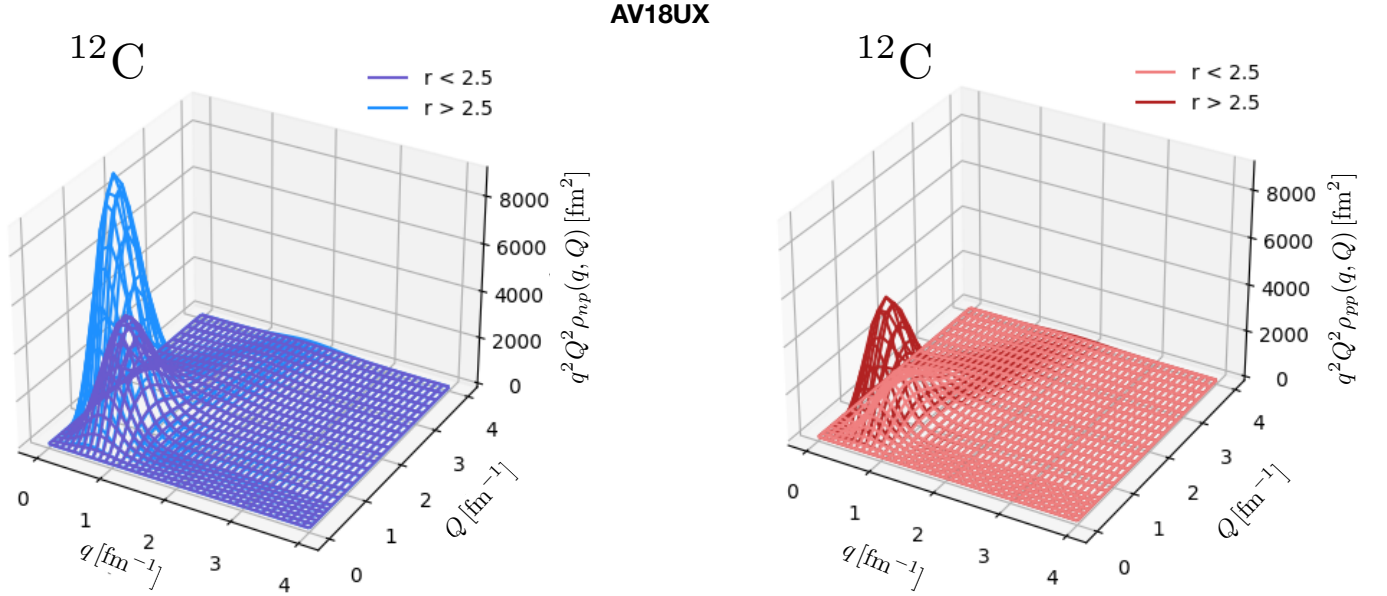 AV18UX
¹²C
r < 2.5
r > 2.5
8000
6000
4000
2000
0
q²Q²ρₙₚ(q, Q) [fm²]
0
1
2
3
4
q [fm⁻¹]
0
1
2
3
4
Q [fm⁻¹]
¹²C
r < 2.5
r > 2.5
8000
6000
4000
2000
0
q²Q²ρₚₚ(q, Q) [fm²]
0
1
2
3
4
q [fm⁻¹]
0
1
2
3
4
Q [fm⁻¹]